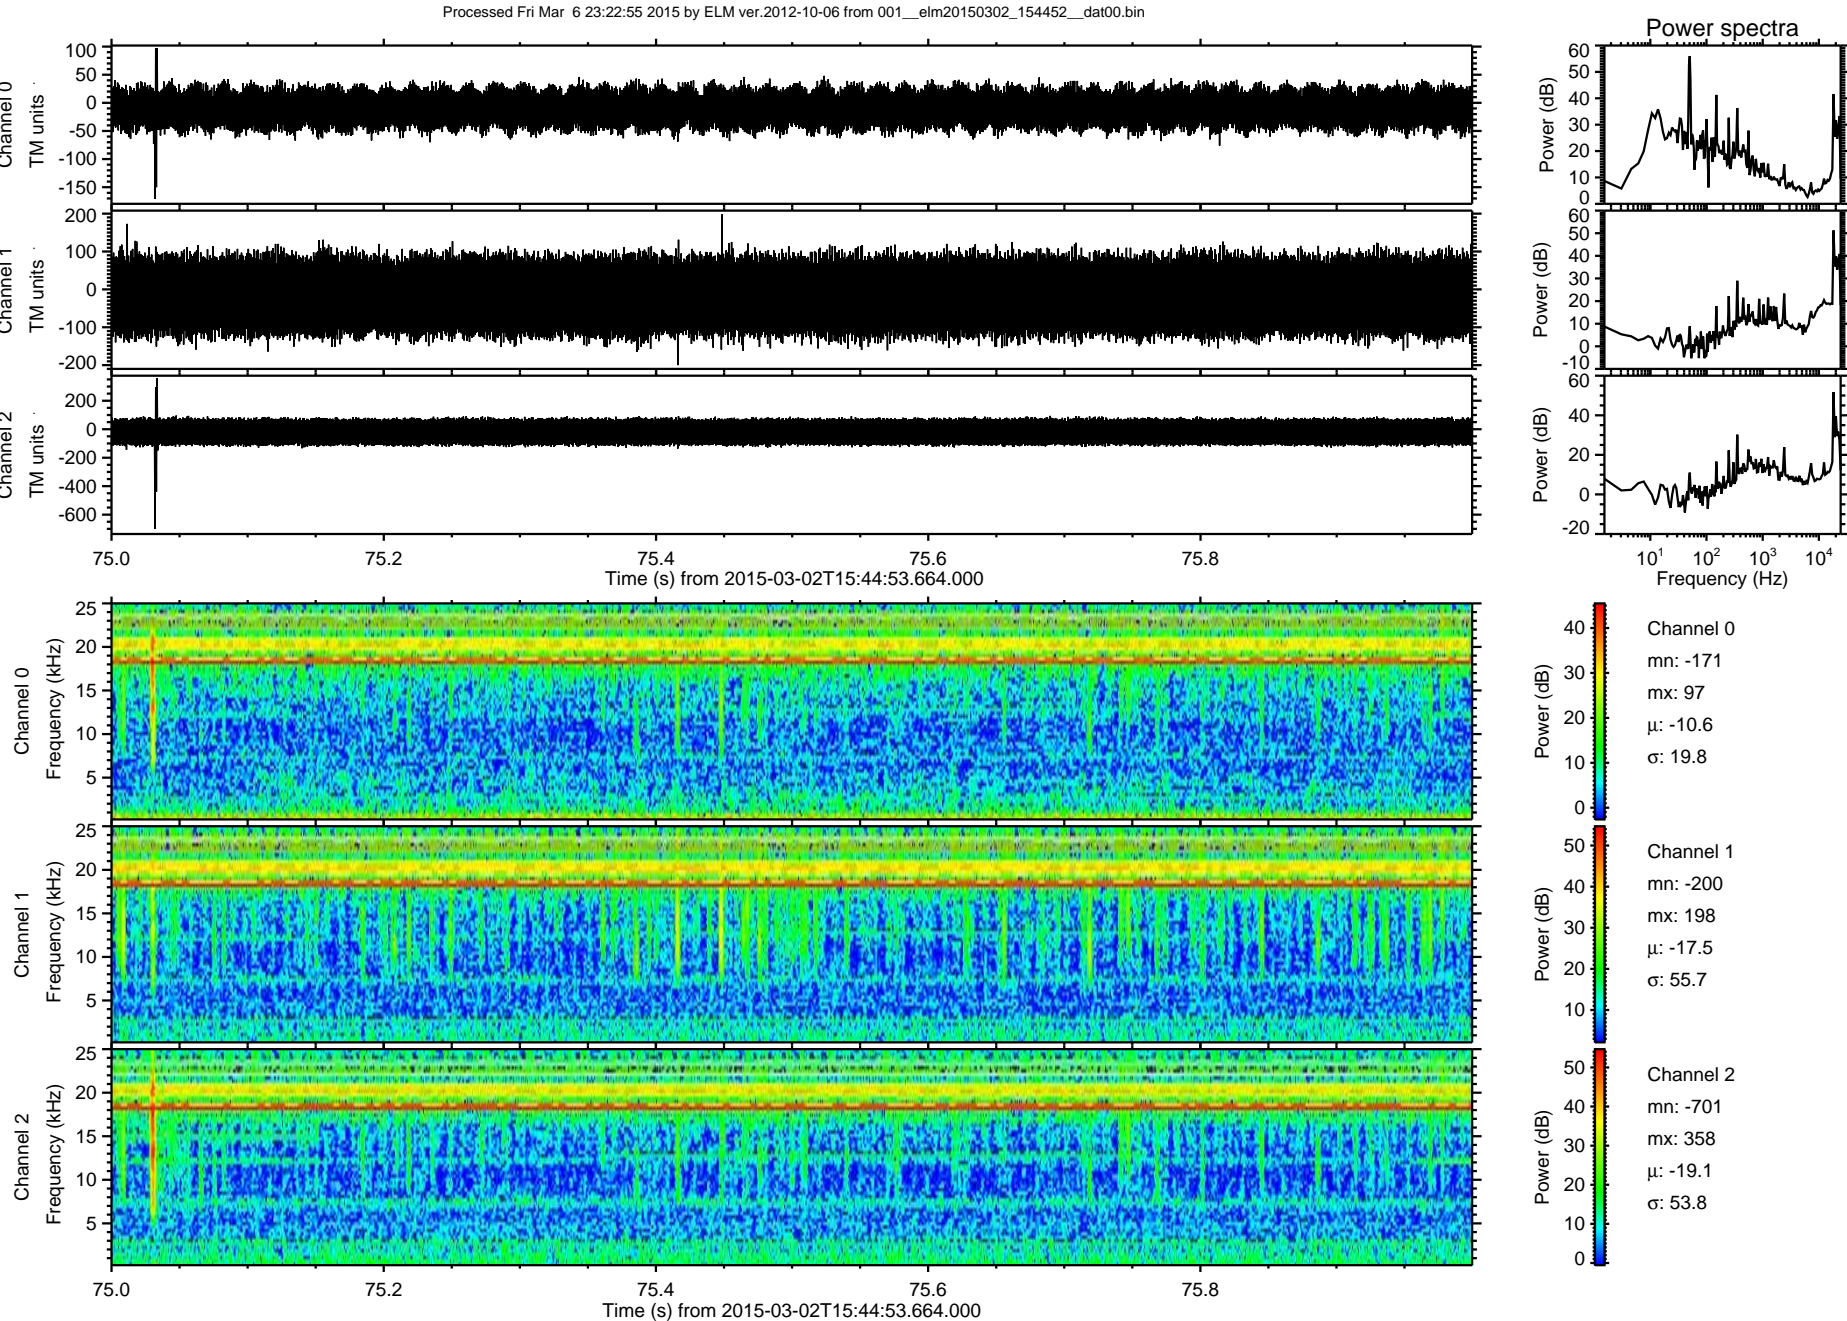 Processed Fri Mar  6 23:22:55 2015 by ELM ver.2012-10-06 from 001__elm20150302_154452__dat00.bin
Power spectra
Channel 0
TM units
100
50
0
-50
-100
-150
Power (dB)
60
50
40
30
20
10
0
Channel 1
TM units
200
100
0
-100
-200
Power (dB)
60
50
40
30
20
10
0
-10
Channel 2
TM units
200
0
-200
-400
-600
Power (dB)
60
40
20
0
-20
75.0 75.2 75.4 75.6 75.8
Time (s) from 2015-03-02T15:44:53.664.000
10¹ 10² 10³ 10⁴
Frequency (Hz)
Channel 0
Frequency (kHz)
25
20
15
10
5
Power (dB)
40
30
20
10
0
Channel 0
mn: -171
mx: 97
μ: -10.6
σ: 19.8
Channel 1
Frequency (kHz)
25
20
15
10
5
Power (dB)
50
40
30
20
10
Channel 1
mn: -200
mx: 198
μ: -17.5
σ: 55.7
Channel 2
Frequency (kHz)
25
20
15
10
5
Power (dB)
50
40
30
20
10
0
Channel 2
mn: -701
mx: 358
μ: -19.1
σ: 53.8
75.0 75.2 75.4 75.6 75.8
Time (s) from 2015-03-02T15:44:53.664.000